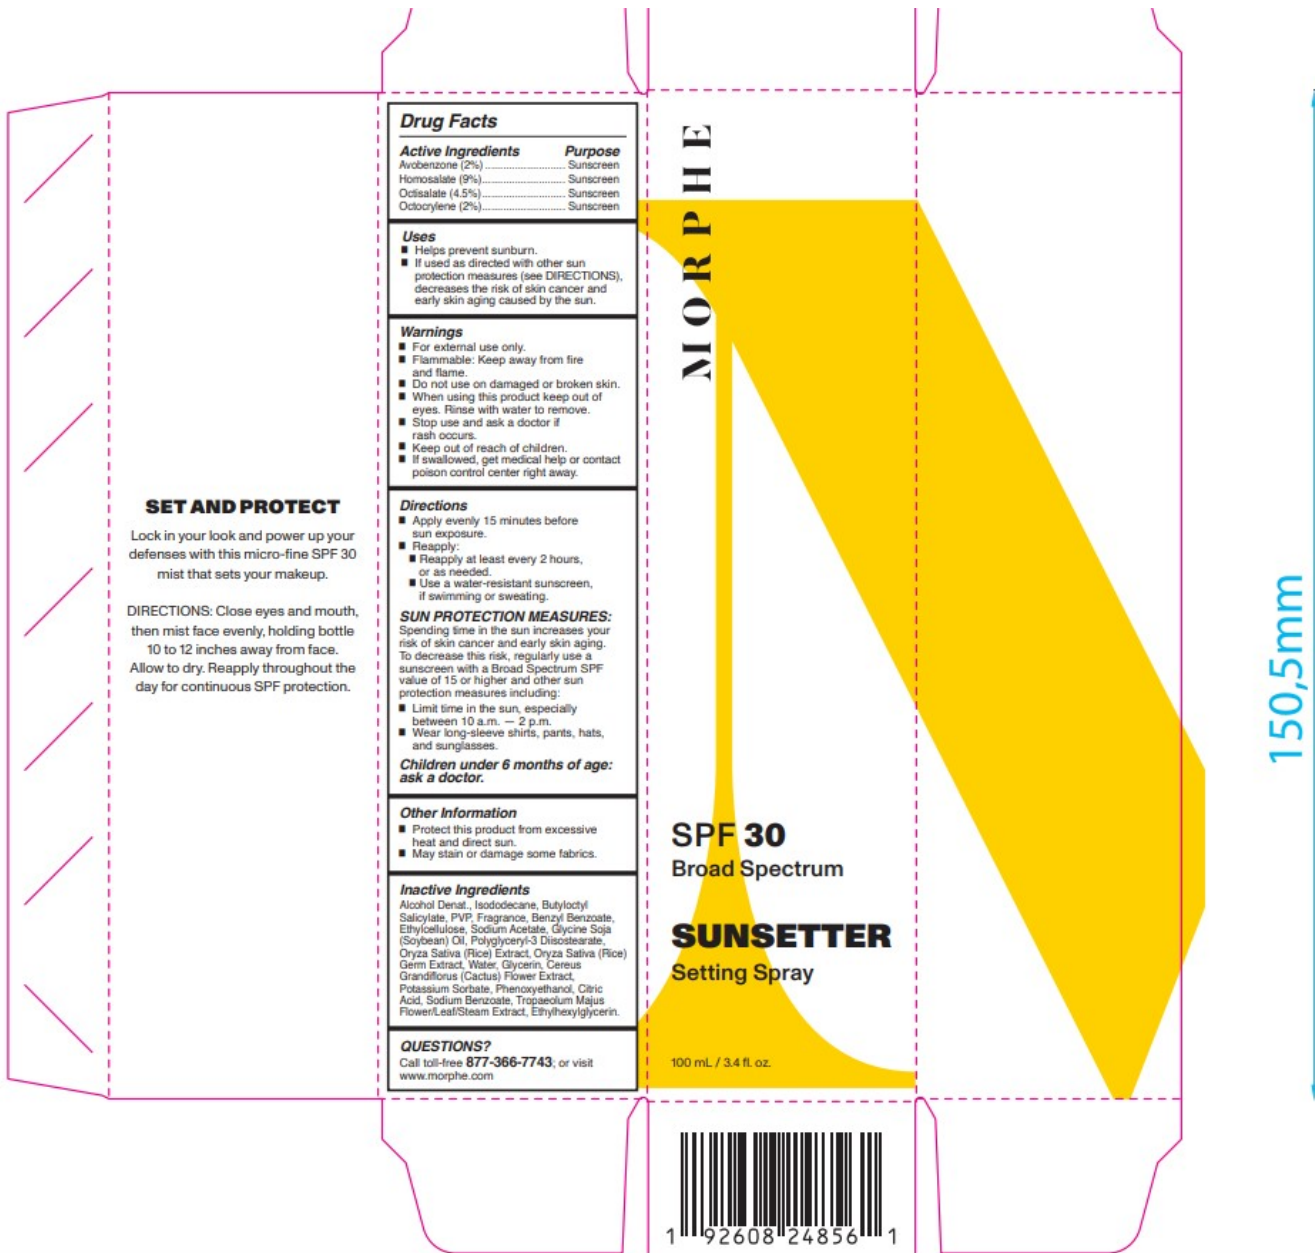 SET AND PROTECT
Lock in your look and power up your
defenses with this micro-fine SPF 30
mist that sets your makeup.
DIRECTIONS: Close eyes and mouth,
then mist face evenly, holding bottle
10 to 12 inches away from face.
Allow to dry. Reapply throughout the
day for continuous SPF protection.
Drug Facts
Active Ingredients Purpose
Avobenzone (2%) ........................... Sunscreen
Homosalate (9%)............................ Sunscreen
Octisalate (4.5%)............................ Sunscreen
Octocrylene (2%)............................ Sunscreen
Uses
■ Helps prevent sunburn.
■ If used as directed with other sun
protection measures (see DIRECTIONS),
decreases the risk of skin cancer and
early skin aging caused by the sun.
Warnings
■ For external use only.
■ Flammable: Keep away from fire
and flame.
■ Do not use on damaged or broken skin.
■ When using this product keep out of
eyes. Rinse with water to remove.
■ Stop use and ask a doctor if
rash occurs.
■ Keep out of reach of children.
■ If swallowed, get medical help or contact
poison control center right away.
Directions
■ Apply evenly 15 minutes before
sun exposure.
■ Reapply:
■ Reapply at least every 2 hours,
or as needed.
■ Use a water-resistant sunscreen,
if swimming or sweating.
SUN PROTECTION MEASURES:
Spending time in the sun increases your
risk of skin cancer and early skin aging.
To decrease this risk, regularly use a
sunscreen with a Broad Spectrum SPF
value of 15 or higher and other sun
protection measures including:
■ Limit time in the sun, especially
between 10 a.m. — 2 p.m.
■ Wear long-sleeve shirts, pants, hats,
and sunglasses.
Children under 6 months of age:
ask a doctor.
Other Information
■ Protect this product from excessive
heat and direct sun.
■ May stain or damage some fabrics.
Inactive Ingredients
Alcohol Denat., Isododecane, Butyloctyl
Salicylate, PVP, Fragrance, Benzyl Benzoate,
Ethylcellulose, Sodium Acetate, Glycine Soja
(Soybean) Oil, Polyglyceryl-3 Diisostearate,
Oryza Sativa (Rice) Extract, Oryza Sativa (Rice)
Germ Extract, Water, Glycerin, Cereus
Grandiflorus (Cactus) Flower Extract,
Potassium Sorbate, Phenoxyethanol, Citric
Acid, Sodium Benzoate, Tropaeolum Majus
Flower/Leaf/Steam Extract, Ethylhexylglycerin.
QUESTIONS?
Call toll-free 877-366-7743; or visit
www.morphe.com
MORPHE
SPF 30
Broad Spectrum
SUNSETTER
Setting Spray
100 mL / 3.4 fl. oz.
1 92608 24856 1
150,5mm